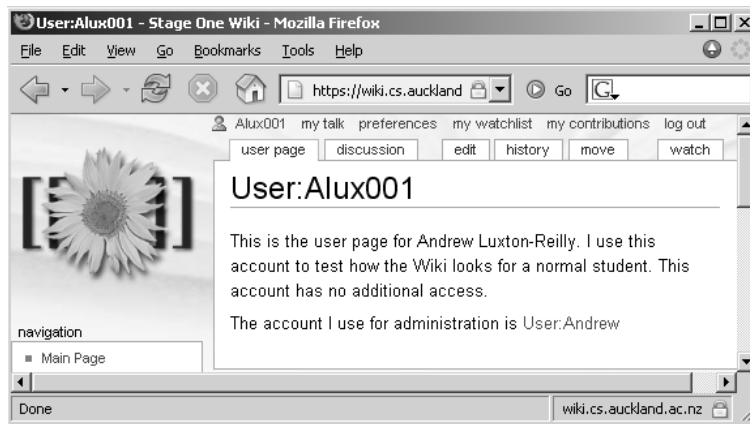 User:Alux001 - Stage One Wiki - Mozilla Firefox
File Edit View Go Bookmarks Tools Help
https://wiki.cs.auckland Go G
Alux001 my talk preferences my watchlist my contributions log out
user page discussion edit history move watch
User:Alux001
This is the user page for Andrew Luxton-Reilly. I use this
account to test how the Wiki looks for a normal student. This
account has no additional access.
The account I use for administration is User:Andrew
navigation
Main Page
Done wiki.cs.auckland.ac.nz